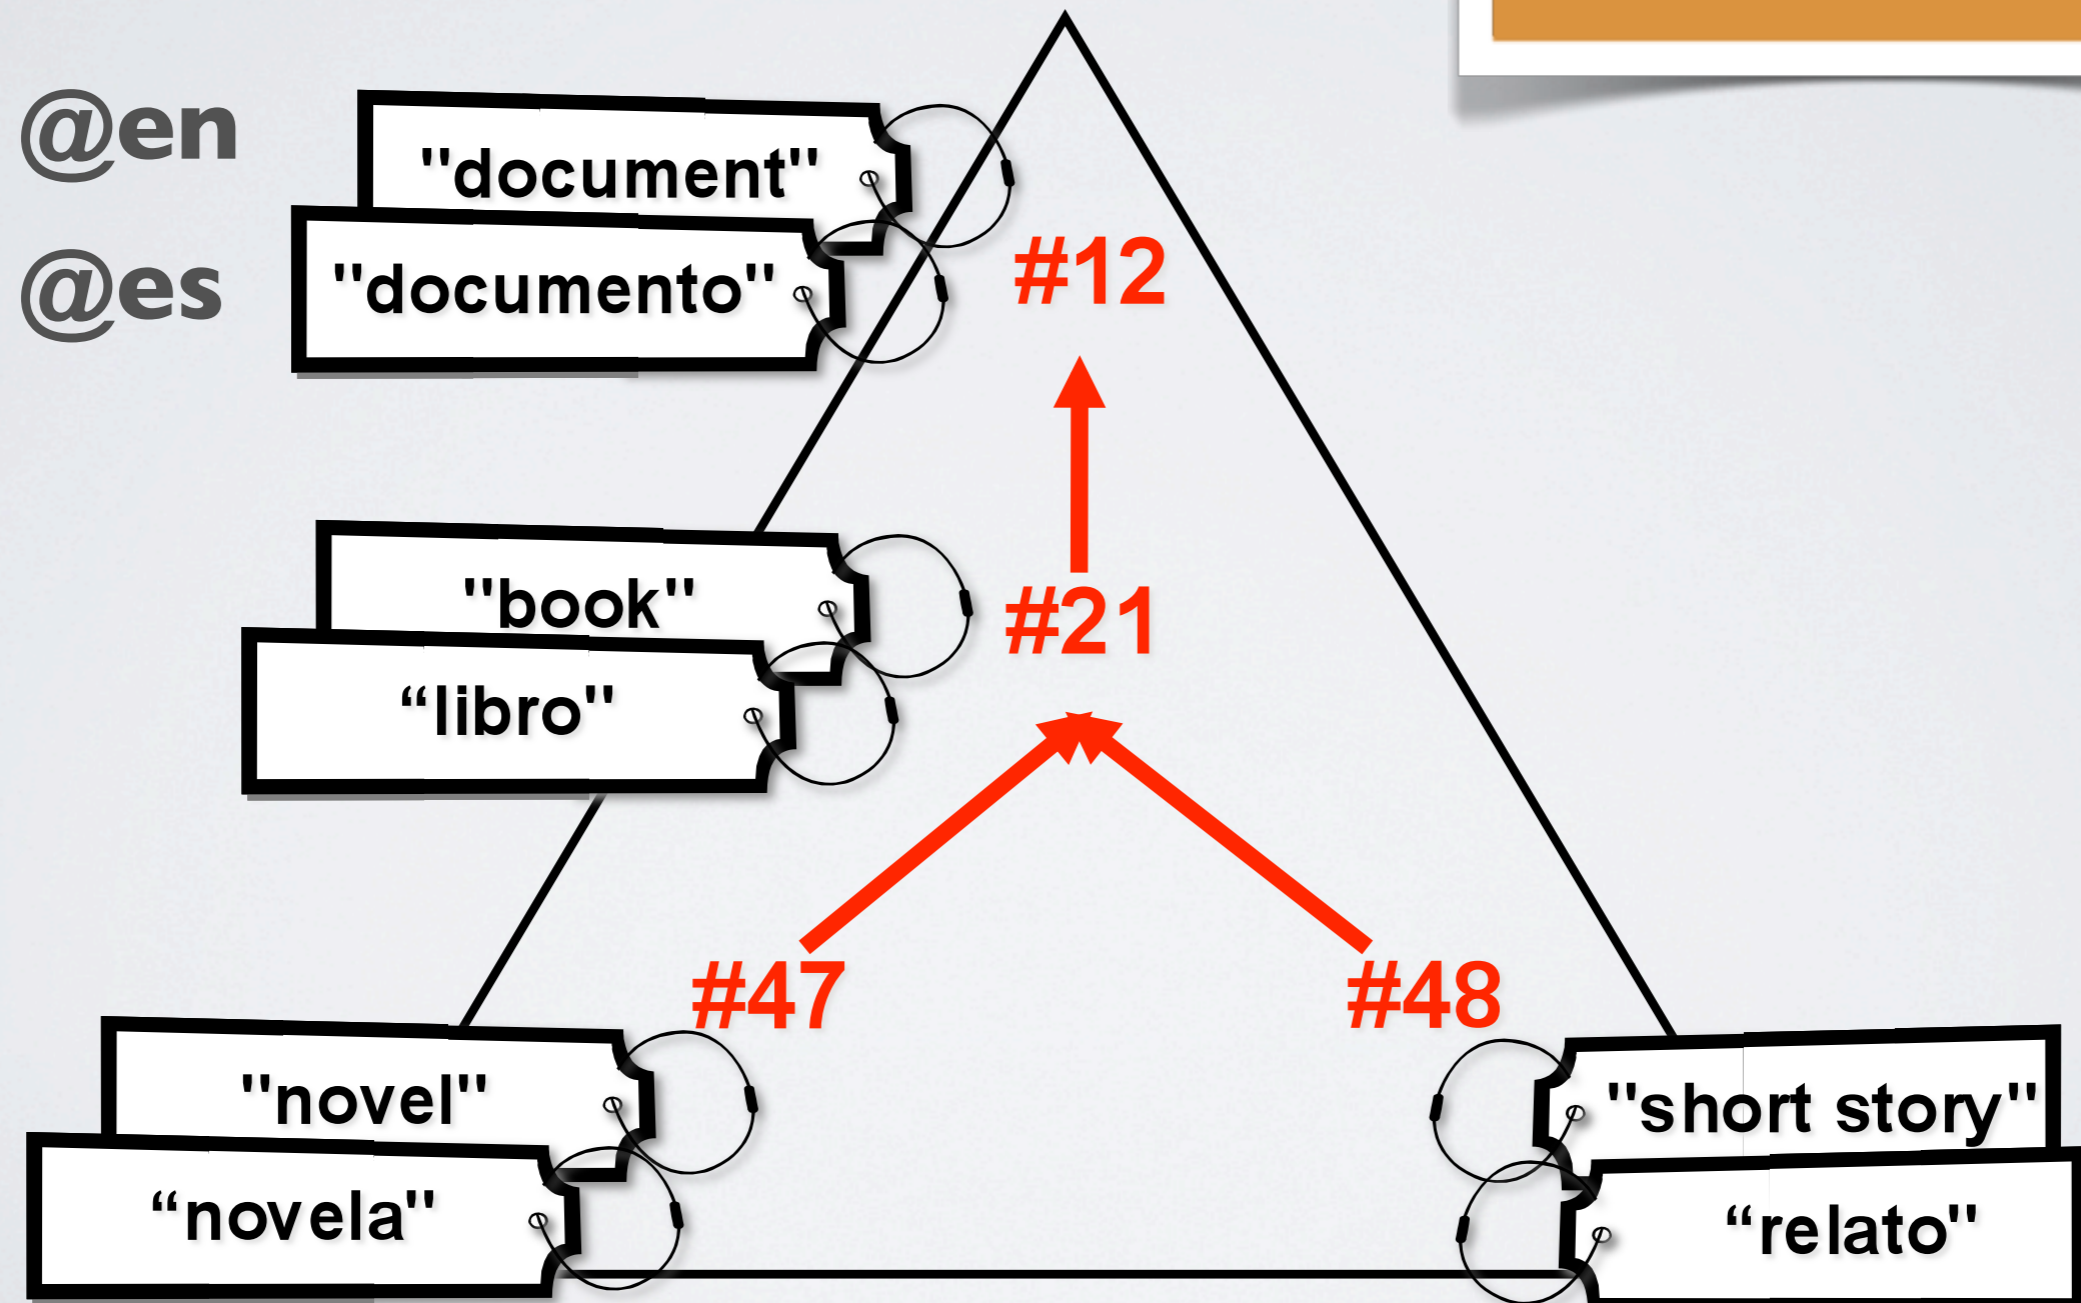 @en
"document"
@es
"documento"
#12
"book"
#21
“libro"
#47
#48
"novel"
"short story"
“novela"
“relato"